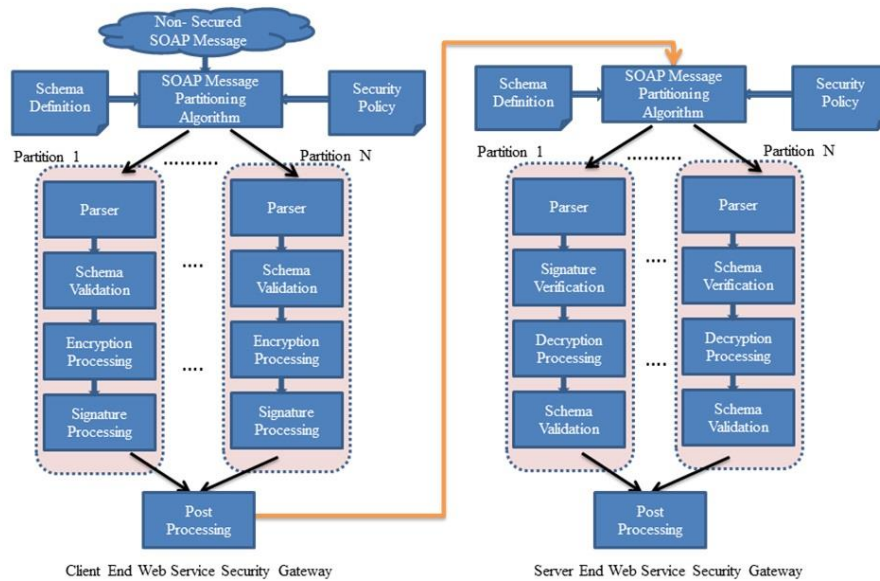 Non- Secured
SOAP Message
Schema
Definition
SOAP Message
Partitioning
Algorithm
Security
Policy
Partition 1
..........
Partition N
Parser
Schema
Validation
Encryption
Processing
Signature
Processing
....
....
Parser
Schema
Validation
Encryption
Processing
Signature
Processing
Post
Processing
Client End Web Service Security Gateway
Schema
Definition
SOAP Message
Partitioning
Algorithm
Security
Policy
Partition 1
..........
Partition N
Parser
Signature
Verification
Decryption
Processing
Schema
Validation
....
....
Parser
Schema
Verification
Decryption
Processing
Schema
Validation
Post
Processing
Server End Web Service Security Gateway